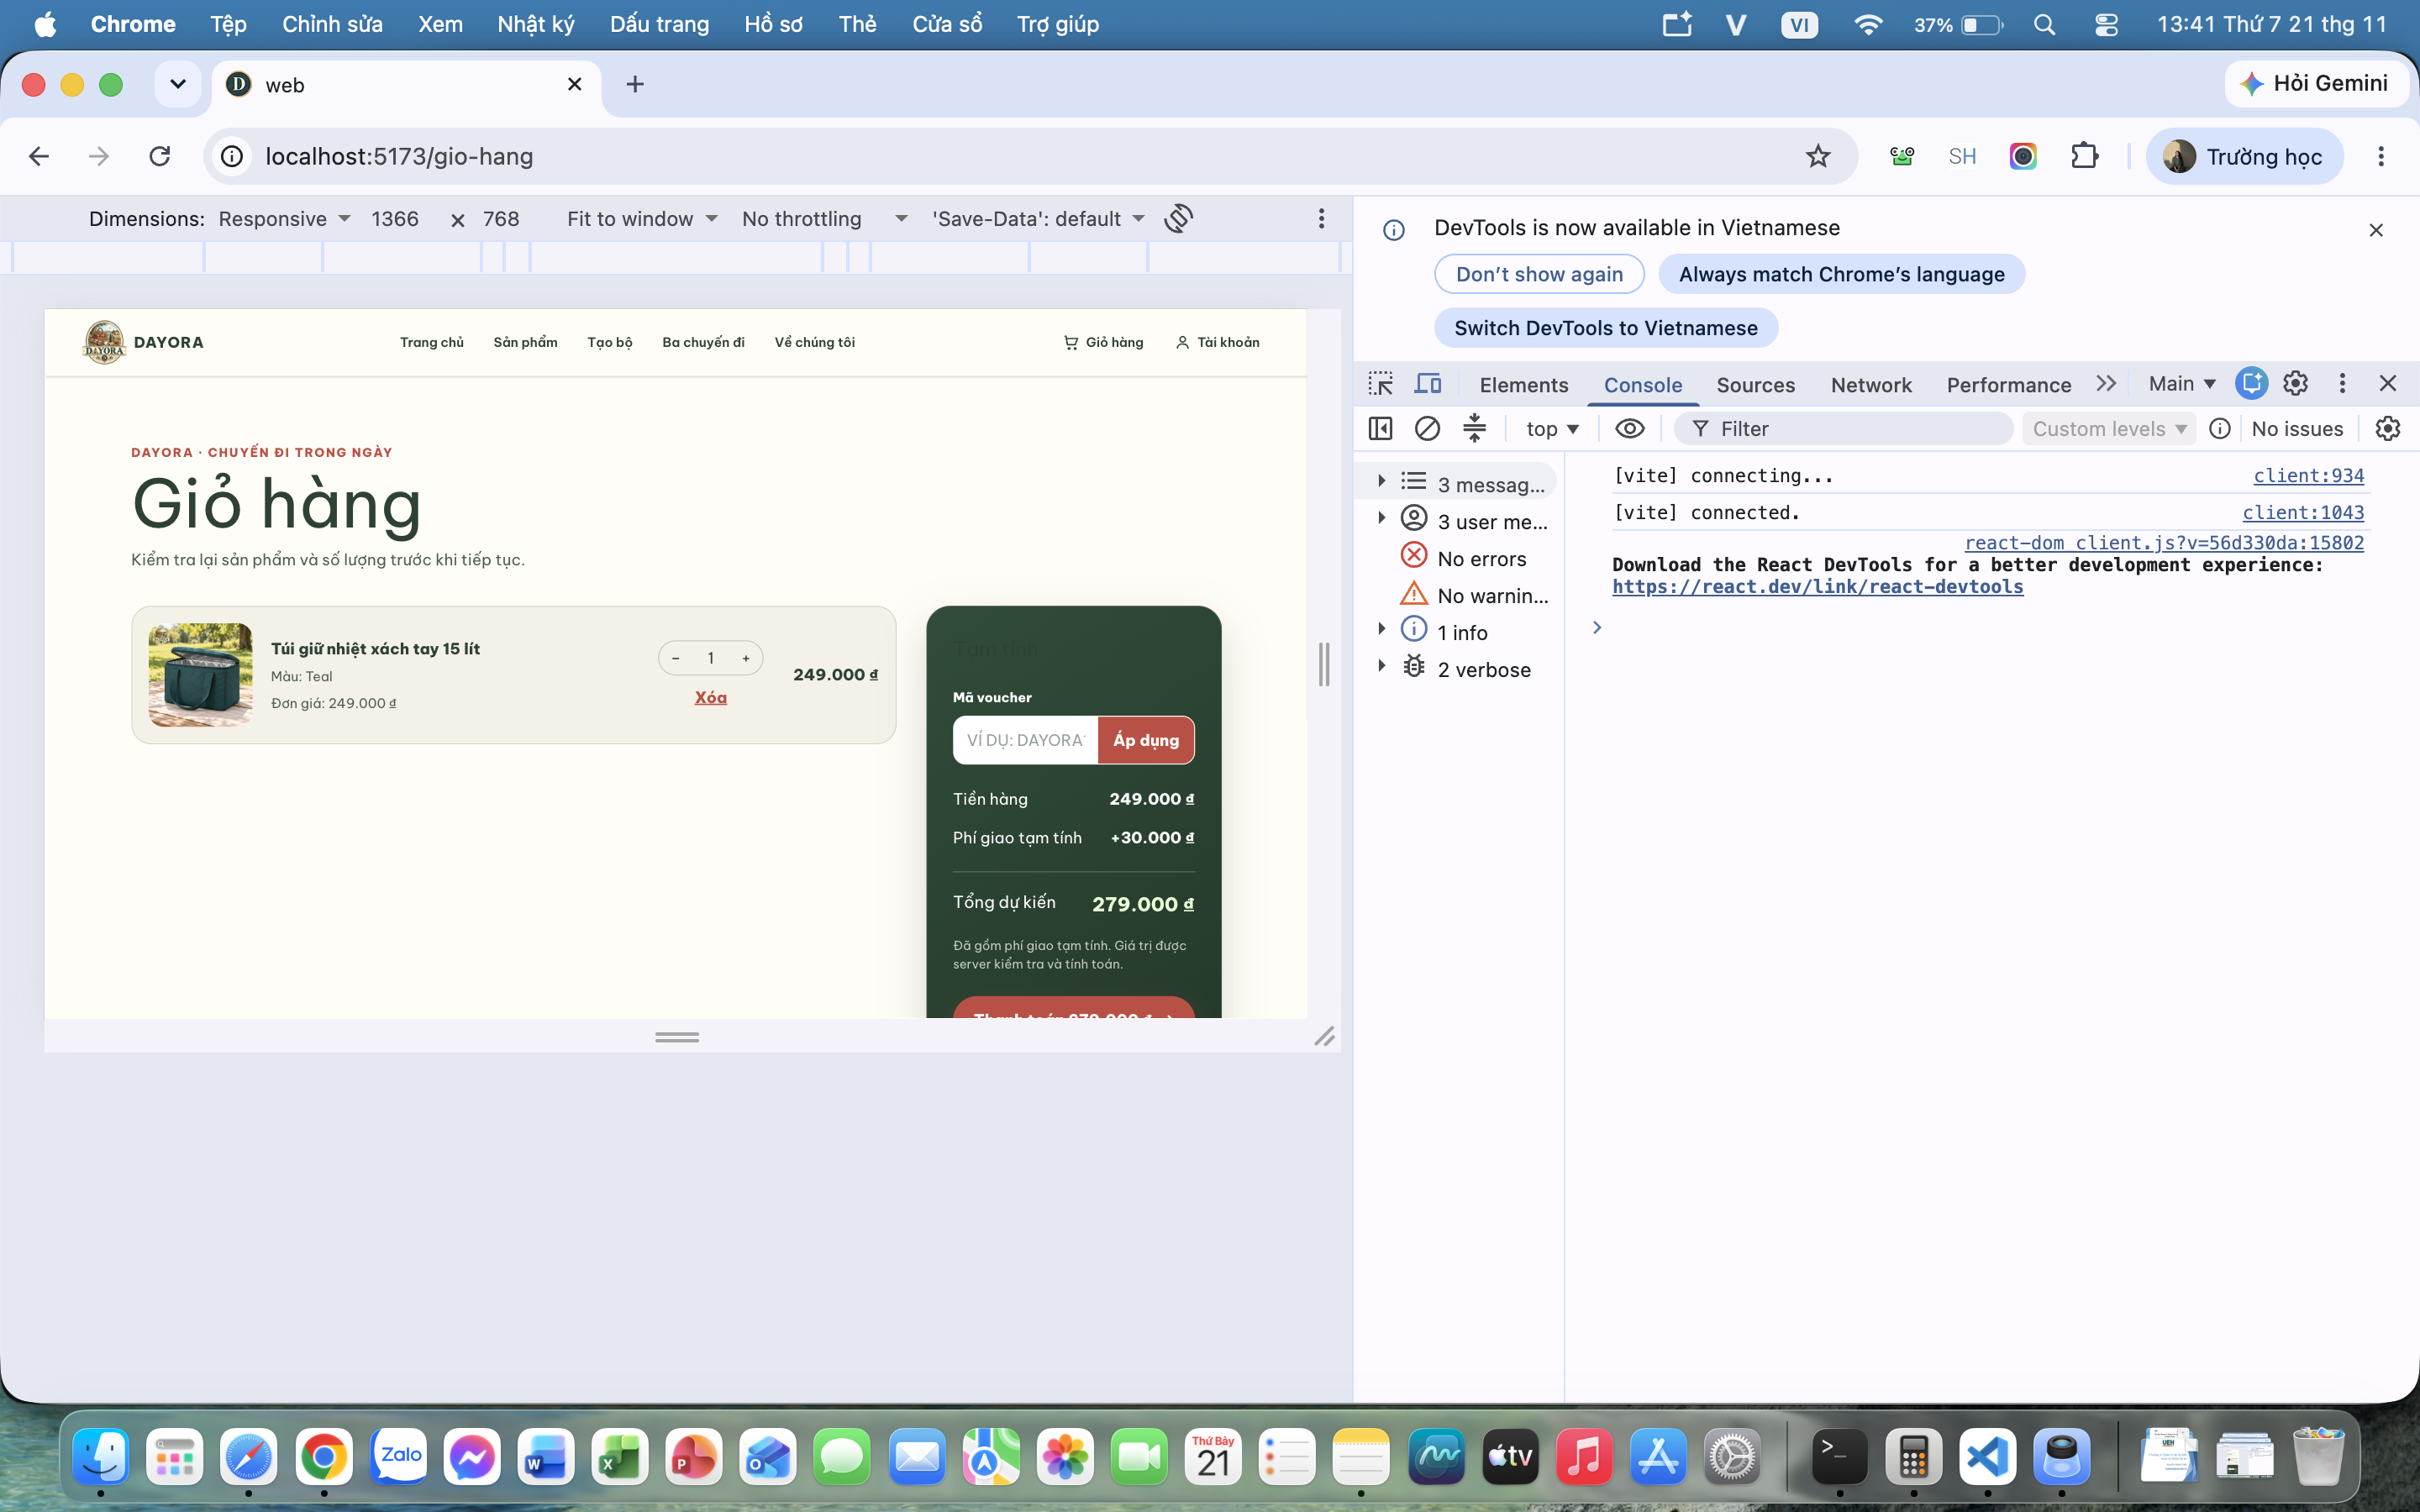 Chrome Tệp Chỉnh sửa Xem Nhật ký Dấu trang Hồ sơ Thẻ Cửa sổ Trợ giúp VI 37% 13:41 Thứ 7 21 thg 11
D web Hỏi Gemini
localhost:5173/gio-hang SH Trường học
Dimensions: Responsive 1366 x 768 Fit to window No throttling 'Save-Data': default
DevTools is now available in Vietnamese
Don't show again Always match Chrome's language
Switch DevTools to Vietnamese
DAYORA DAYORA Trang chủ Sản phẩm Tạo bộ Ba chuyến đi Về chúng tôi Giỏ hàng Tài khoản
Elements Console Sources Network Performance Main
top Filter Custom levels No issues
DAYORA · CHUYẾN ĐI TRONG NGÀY
Giỏ hàng
Kiểm tra lại sản phẩm và số lượng trước khi tiếp tục.
Túi giữ nhiệt xách tay 15 lít
Màu: Teal
Đơn giá: 249.000 ₫
− 1 +
Xóa
249.000 ₫
Tạm tính
Mã voucher
VÍ DỤ: DAYORA Áp dụng
Tiền hàng 249.000 ₫
Phí giao tạm tính +30.000 ₫
Tổng dự kiến 279.000 ₫
Đã gồm phí giao tạm tính. Giá trị được
server kiểm tra và tính toán.
Thanh toán 279.000 ₫ →
3 messag...
3 user me...
No errors
No warnin...
1 info
2 verbose
[vite] connecting... client:934
[vite] connected. client:1043
react-dom_client.js?v=56d330da:15802
Download the React DevTools for a better development experience:
https://react.dev/link/react-devtools
Zalo W X P O Thứ Bảy 21 tv